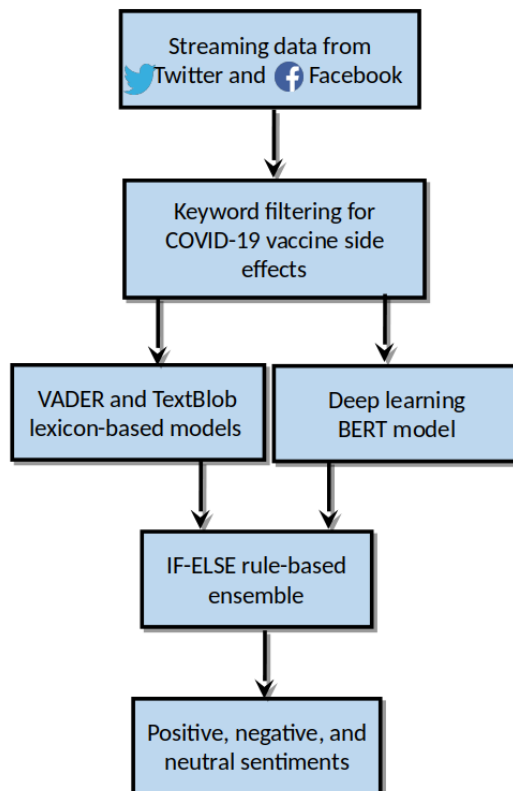 Streaming data from
Twitter and Facebook
Keyword filtering for
COVID-19 vaccine side
effects
VADER and TextBlob
lexicon-based models
Deep learning
BERT model
IF-ELSE rule-based
ensemble
Positive, negative, and
neutral sentiments